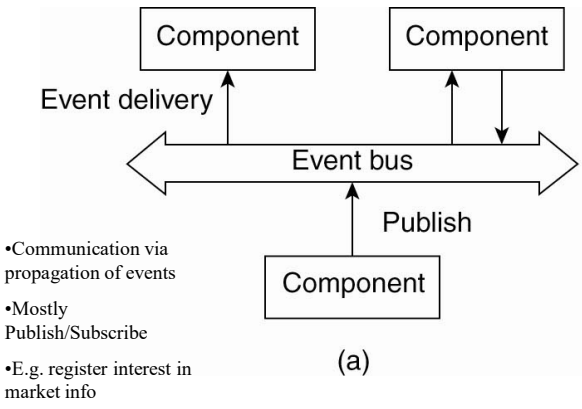 Component
Component
Event delivery
Event bus
Publish
•Communication via
propagation of events
Component
•Mostly
Publish/Subscribe
(a)
•E.g. register interest in
market info